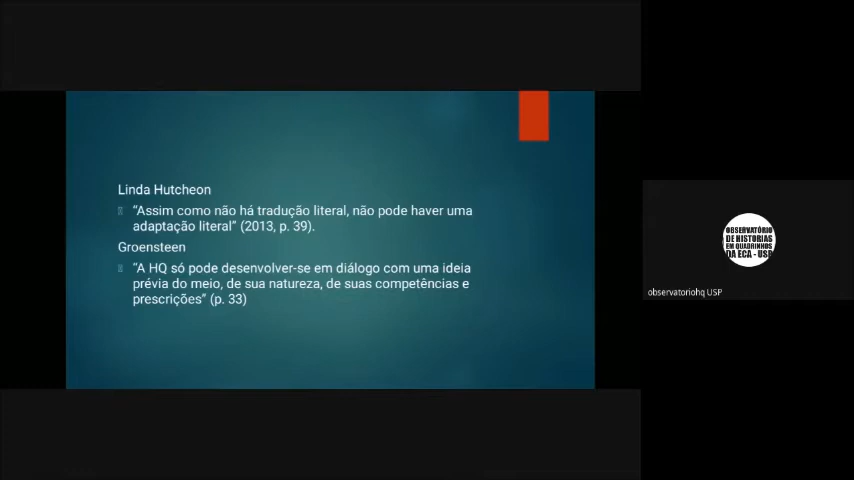 Linda Hutcheon
“Assim como não há tradução literal, não pode haver uma
adaptação literal” (2013, p. 39).
Groensteen
“A HQ só pode desenvolver-se em diálogo com uma ideia
prévia do meio, de sua natureza, de suas competências e
prescrições” (p. 33)
OBSERVATÓRIO
DE HISTORIAS
EM QUADRINHOS
DA ECA - USP
observatoriohq USP